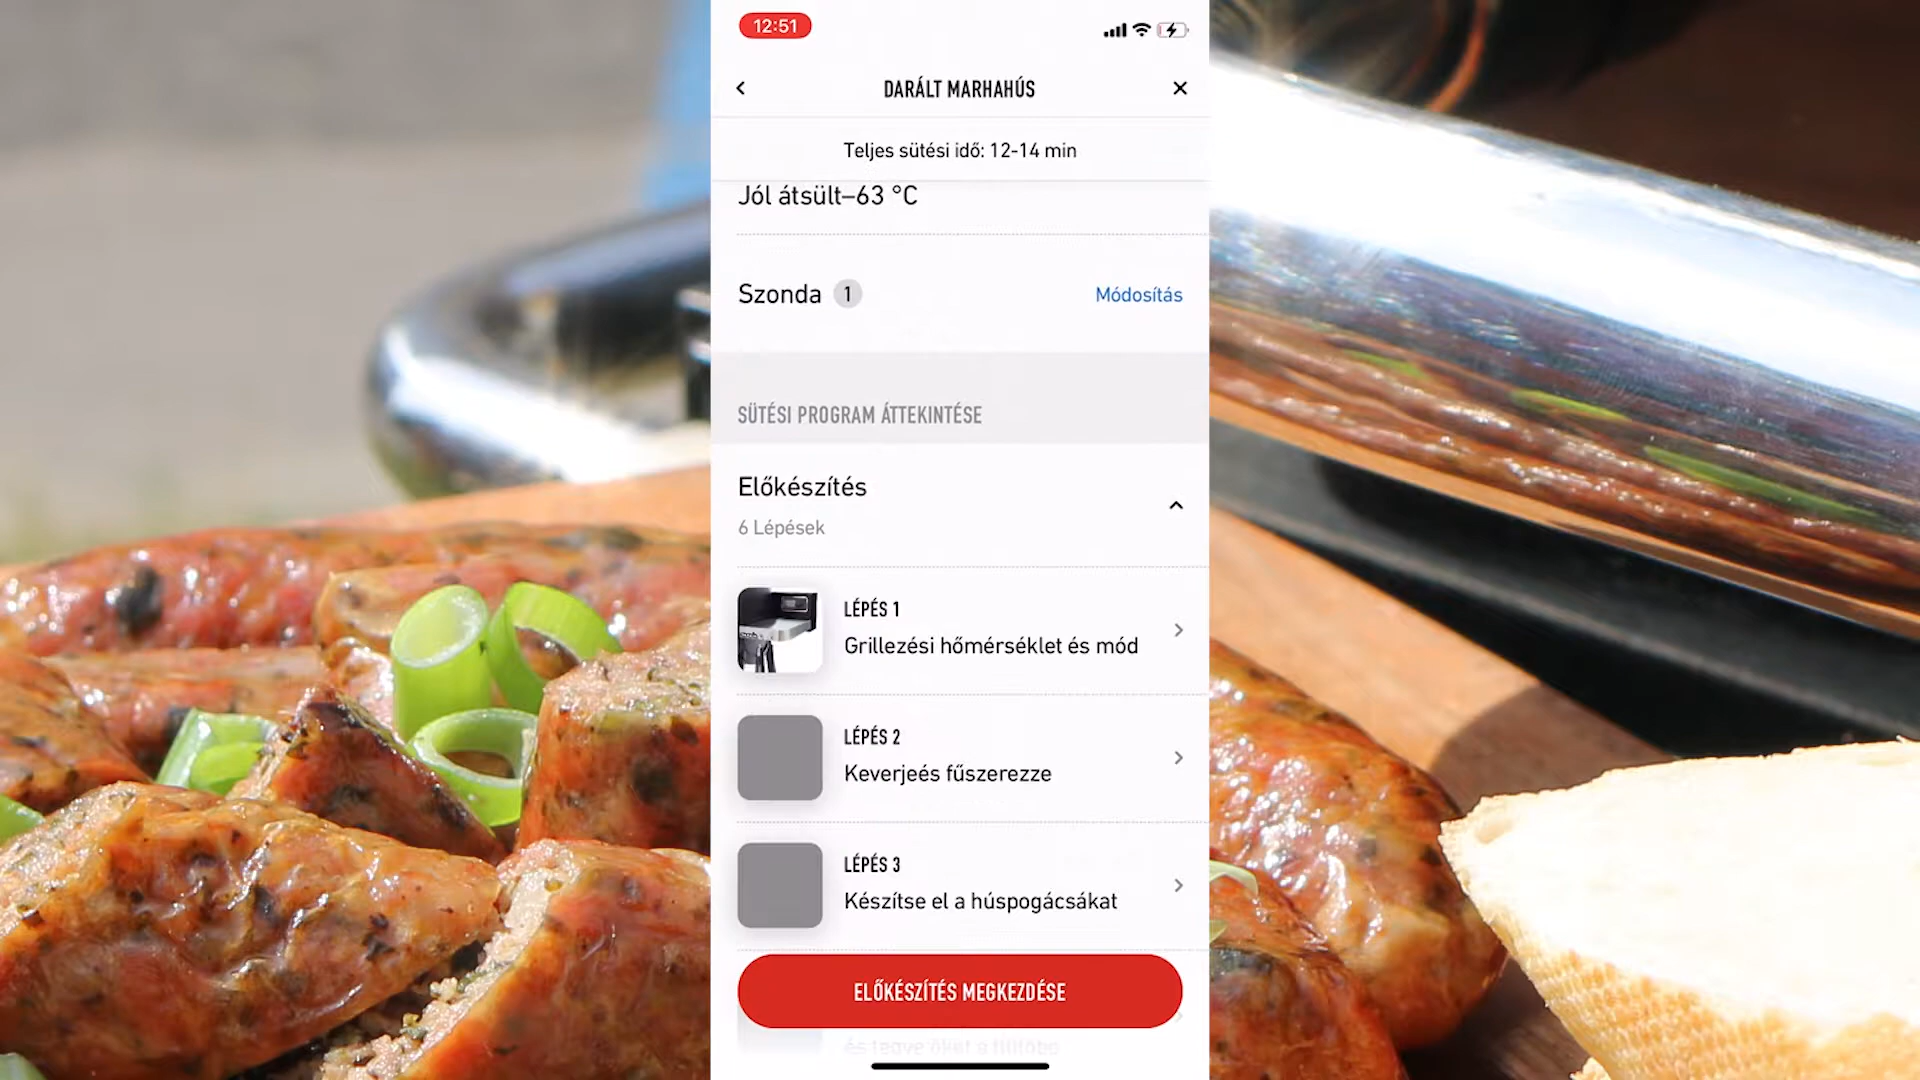 12:51
DARÁLT MARHAHÚS
Teljes sütési idő: 12-14 min
Jól átsült–63 °C
Szonda 1
Módosítás
SÜTÉSI PROGRAM ÁTTEKINTÉSE
Előkészítés
6 Lépések
LÉPÉS 1
Grillezési hőmérséklet és mód
LÉPÉS 2
Keverjeés fűszerezze
LÉPÉS 3
Készítse el a húspogácsákat
ELŐKÉSZÍTÉS MEGKEZDÉSE